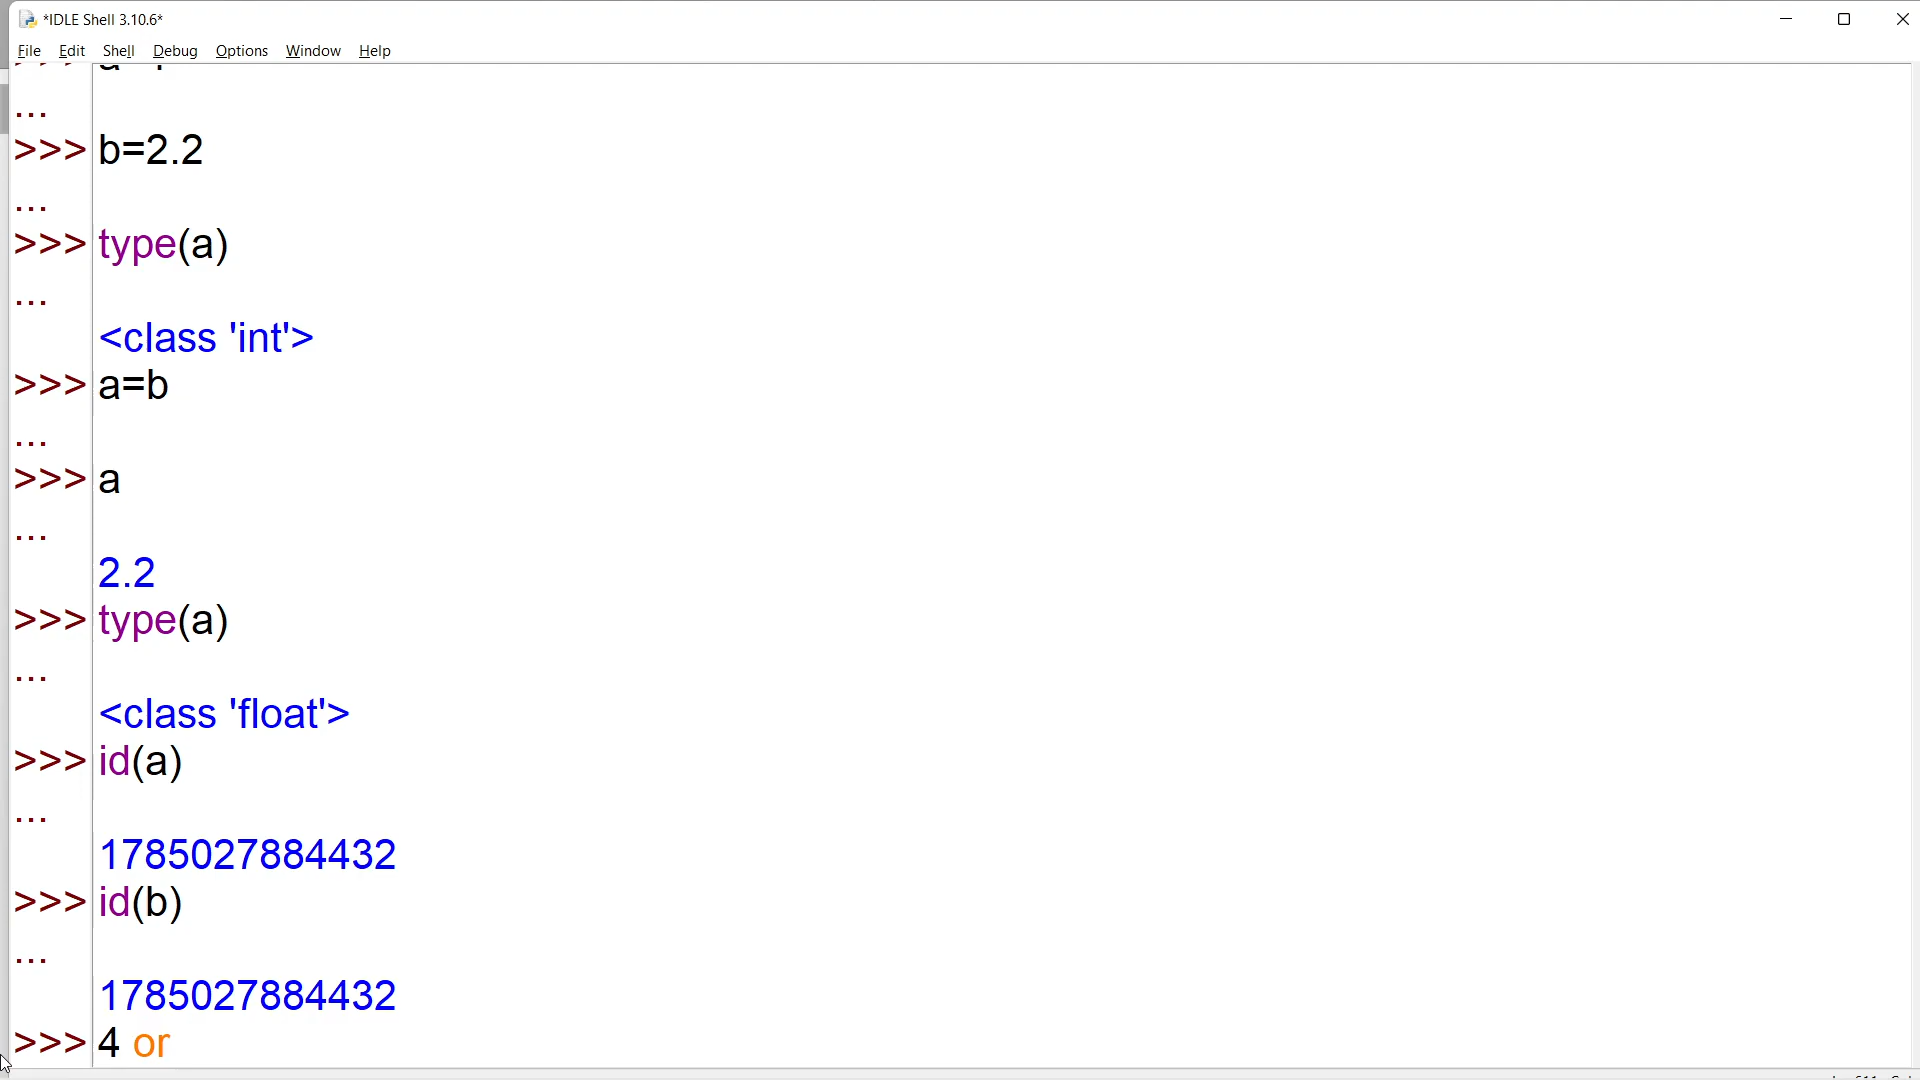 *IDLE Shell 3.10.6*
File Edit Shell Debug Options Window Help
...
>>> b=2.2
...
>>> type(a)
...
<class 'int'>
>>> a=b
...
>>> a
...
2.2
>>> type(a)
...
<class 'float'>
>>> id(a)
...
1785027884432
>>> id(b)
...
1785027884432
>>> 4 or